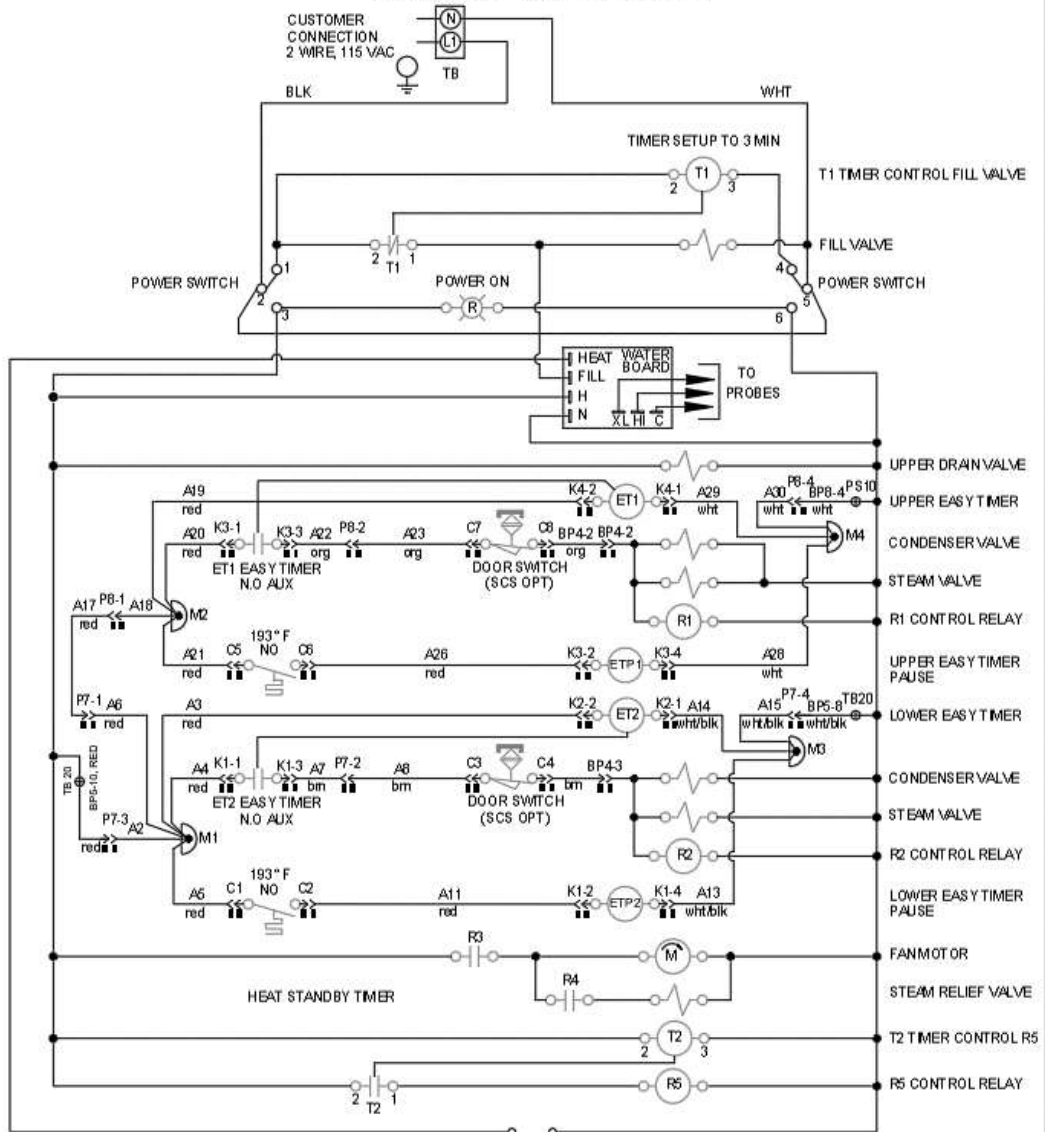 CUSTOMER
CONNECTION
2 WIRE, 115 VAC
N
L1
TB
BLK
WHT
TIMER SETUP TO 3 MIN
2
T1
3
T1 TIMER CONTROL FILL VALVE
2
T1
1
FILL VALVE
POWER SWITCH
1
2
3
POWER ON
R
4
5
6
POWER SWITCH
HEAT
FILL
H
N
WATER
BOARD
XL HI C
TO
PROBES
UPPER DRAIN VALVE
A19
red
K4-2
ET1
K4-1
A29
wht
A30
wht
P8-4
BP8-4
wht
PS10
UPPER EASY TIMER
M4
A20
red
K3-1
K3-3
A22
org
P8-2
A23
org
C7
C8
BP4-2
org
BP4-2
CONDENSER VALVE
ET1 EASY TIMER
N.O AUX
DOOR SWITCH
(SCS OPT)
STEAM VALVE
A17
red
P8-1
A18
M2
R1
R1 CONTROL RELAY
A21
red
C5
193° F
NO
C6
A26
red
K3-2
ETP1
K3-4
A28
wht
UPPER EASY TIMER
PAUSE
P7-1
A6
red
A3
red
K2-2
ET2
K2-1
A14
wht/blk
A15
wht/blk
P7-4
BP5-8
wht/blk
TB20
LOWER EASY TIMER
M3
TB 20
BP5-10, RED
A4
red
K1-1
K1-3
A7
brn
P7-2
A8
brn
C3
C4
BP4-3
CONDENSER VALVE
ET2 EASY TIMER
N.O AUX
DOOR SWITCH
(SCS OPT)
STEAM VALVE
P7-3
A2
red
M1
R2
R2 CONTROL RELAY
A5
red
C1
193° F
NO
C2
A11
red
K1-2
ETP2
K1-4
A13
wht/blk
LOWER EASY TIMER
PAUSE
R3
M
FAN MOTOR
HEAT STANDBY TIMER
R4
STEAM RELIEF VALVE
2
T2
3
T2 TIMER CONTROL R5
2
T2
1
R5
R5 CONTROL RELAY